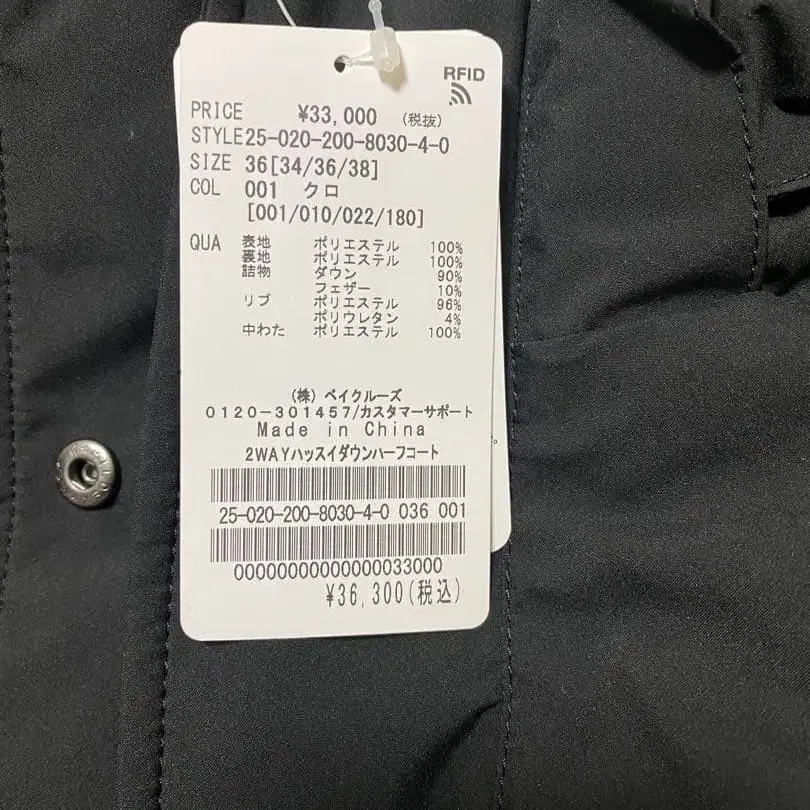 RFID
PRICE ¥33,000 (税抜)
STYLE 25-020-200-8030-4-0
SIZE 36[34/36/38]
COL 001 クロ
[001/010/022/180]
QUA 表地 ポリエステル 100%
裏地 ポリエステル 100%
詰物 ダウン 90%
フェザー 10%
リブ ポリエステル 96%
ポリウレタン 4%
中わた ポリエステル 100%
(株) ベイクルーズ
0120-301457/カスタマーサポート
Made in China
2WAYハッスイダウンハーフコート
25-020-200-8030-4-0 036 001
00000000000000033000
¥36,300(税込)